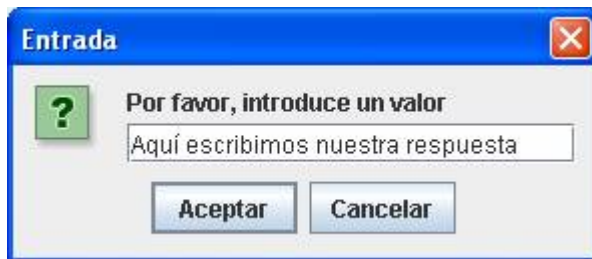 Entrada
?
Por favor, introduce un valor
Aquí escribimos nuestra respuesta
Aceptar Cancelar